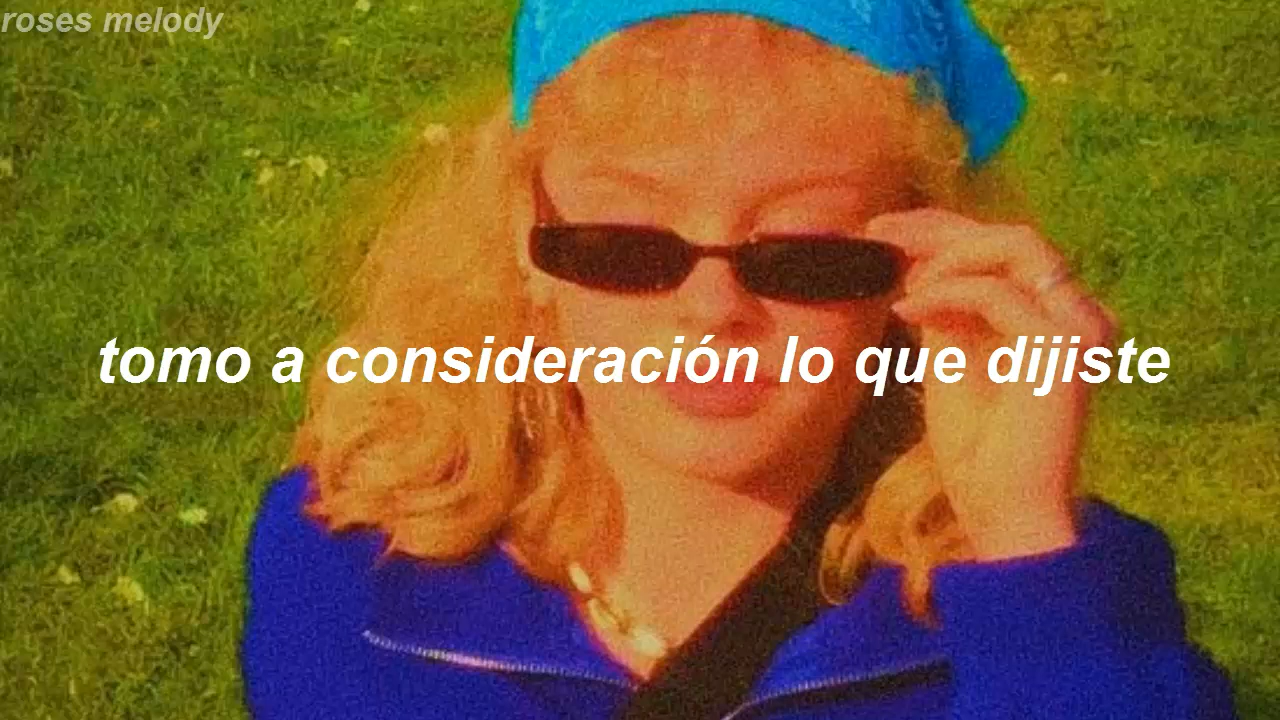 roses melody
tomo a consideración lo que dijiste